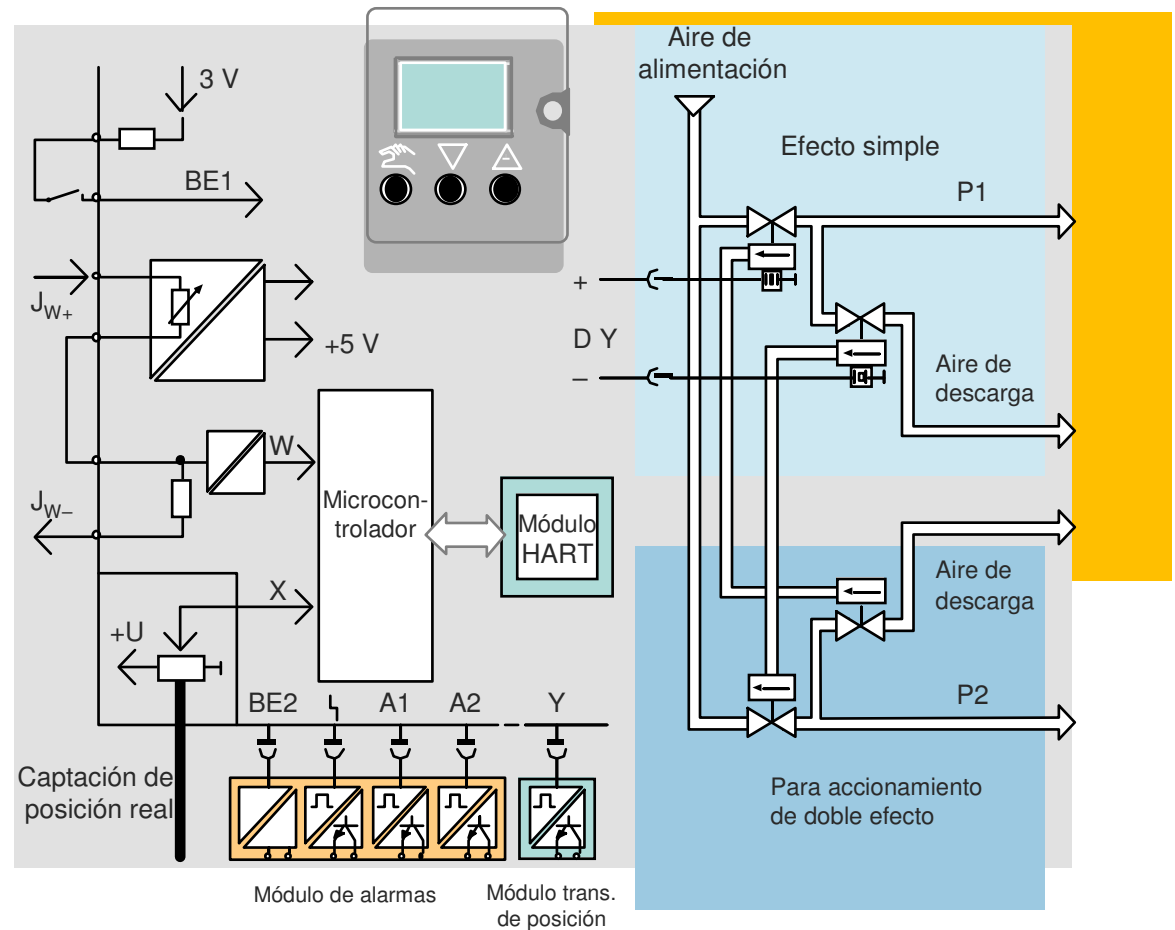 Aire de
alimentación
3 V
Efecto simple
BE1
P1
+
J W+
D Y
+5 V
–
Aire de
descarga
W
J W–
Microcon-
trolador
Módulo
HART
X
Aire de
descarga
+U
BE2
A1
A2
Y
P2
Captación de
posición real
Para accionamiento
de doble efecto
Módulo de alarmas
Módulo trans.
de posición